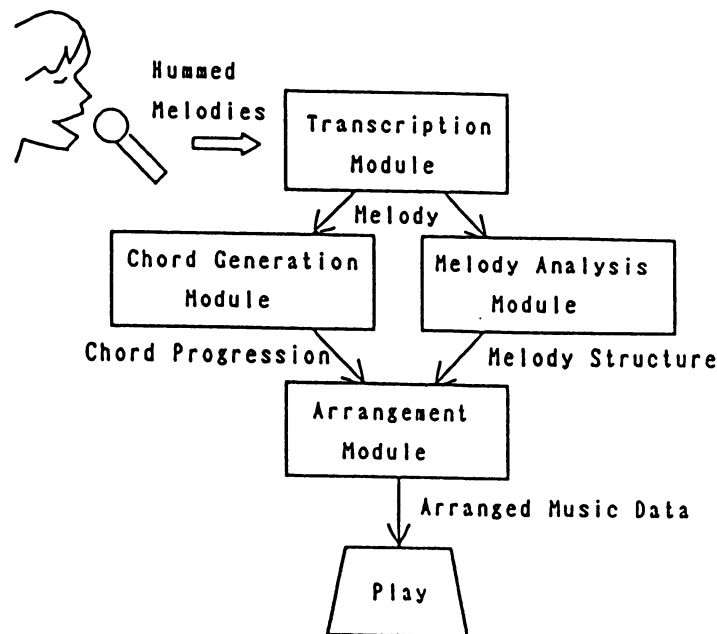 Hummed
Melodies
Transcription
Module
Melody
Chord Generation
Module
Melody Analysis
Module
Chord Progression
Melody Structure
Arrangement
Module
Arranged Music Data
Play